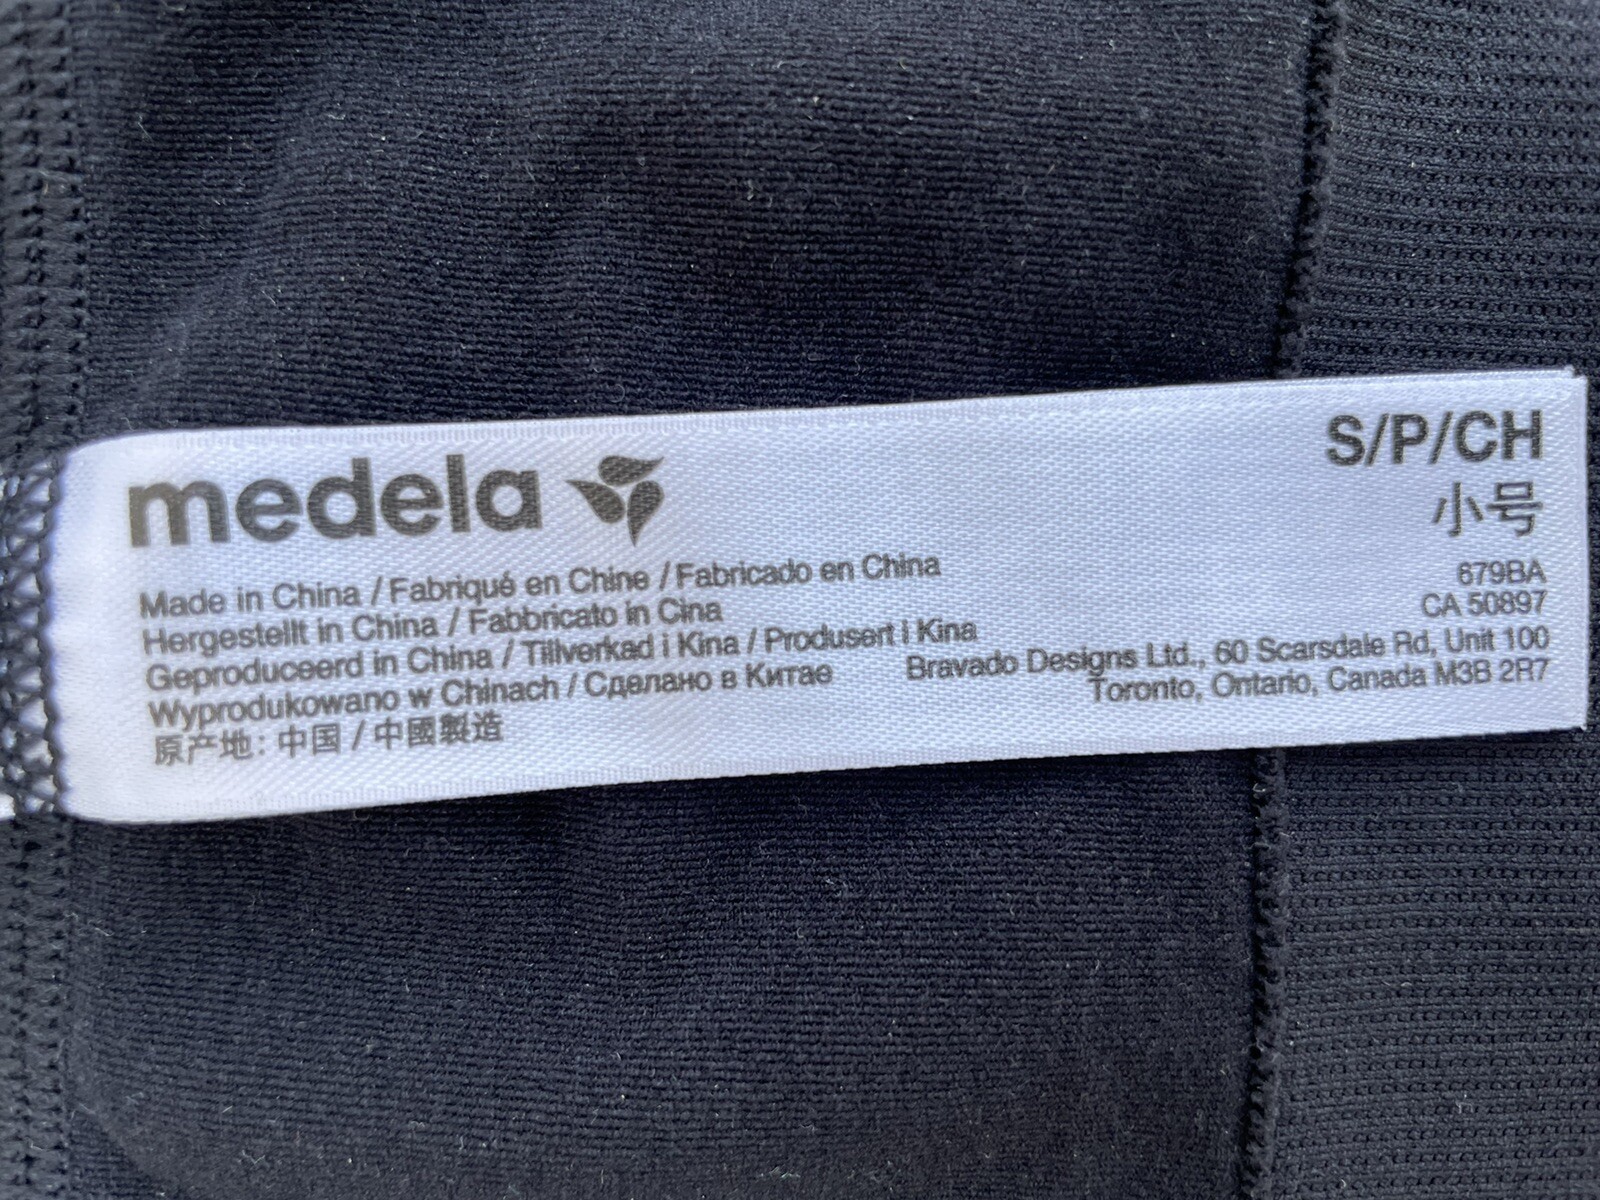 medela
S/P/CH
小号
Made in China / Fabriqué en Chine / Fabricado en China
Hergestellt in China / Fabbricato in Cina
Geproduceerd in China / Tillverkad i Kina / Produsert i Kina
Wyprodukowano w Chinach / Сделано в Китае
原产地: 中国 / 中國製造
679BA
CA 50897
Bravado Designs Ltd., 60 Scarsdale Rd, Unit 100
Toronto, Ontario, Canada M3B 2R7